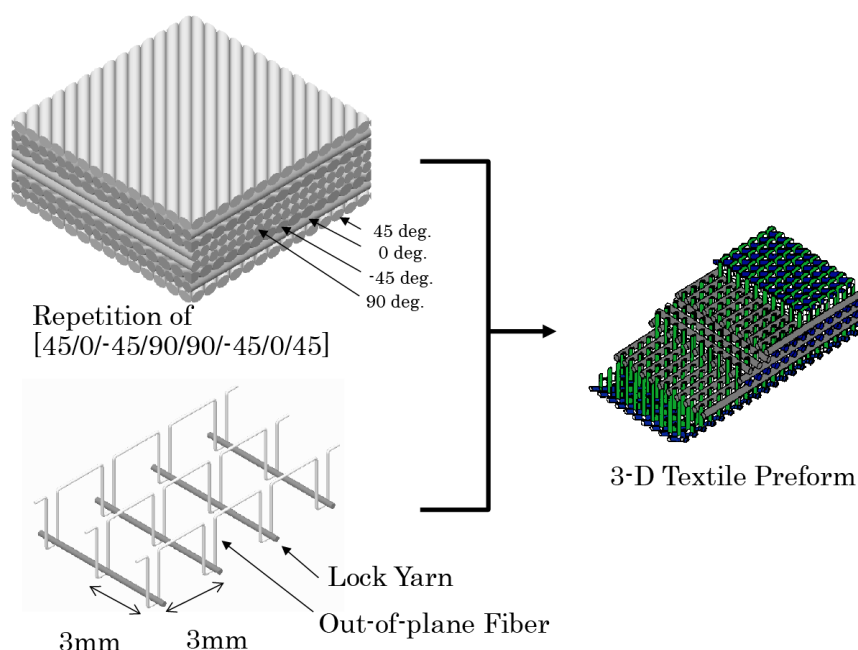 45 deg.
0 deg.
-45 deg.
90 deg.
Repetition of
[45/0/-45/90/90/-45/0/45]
3-D Textile Preform
Lock Yarn
Out-of-plane Fiber
3mm
3mm